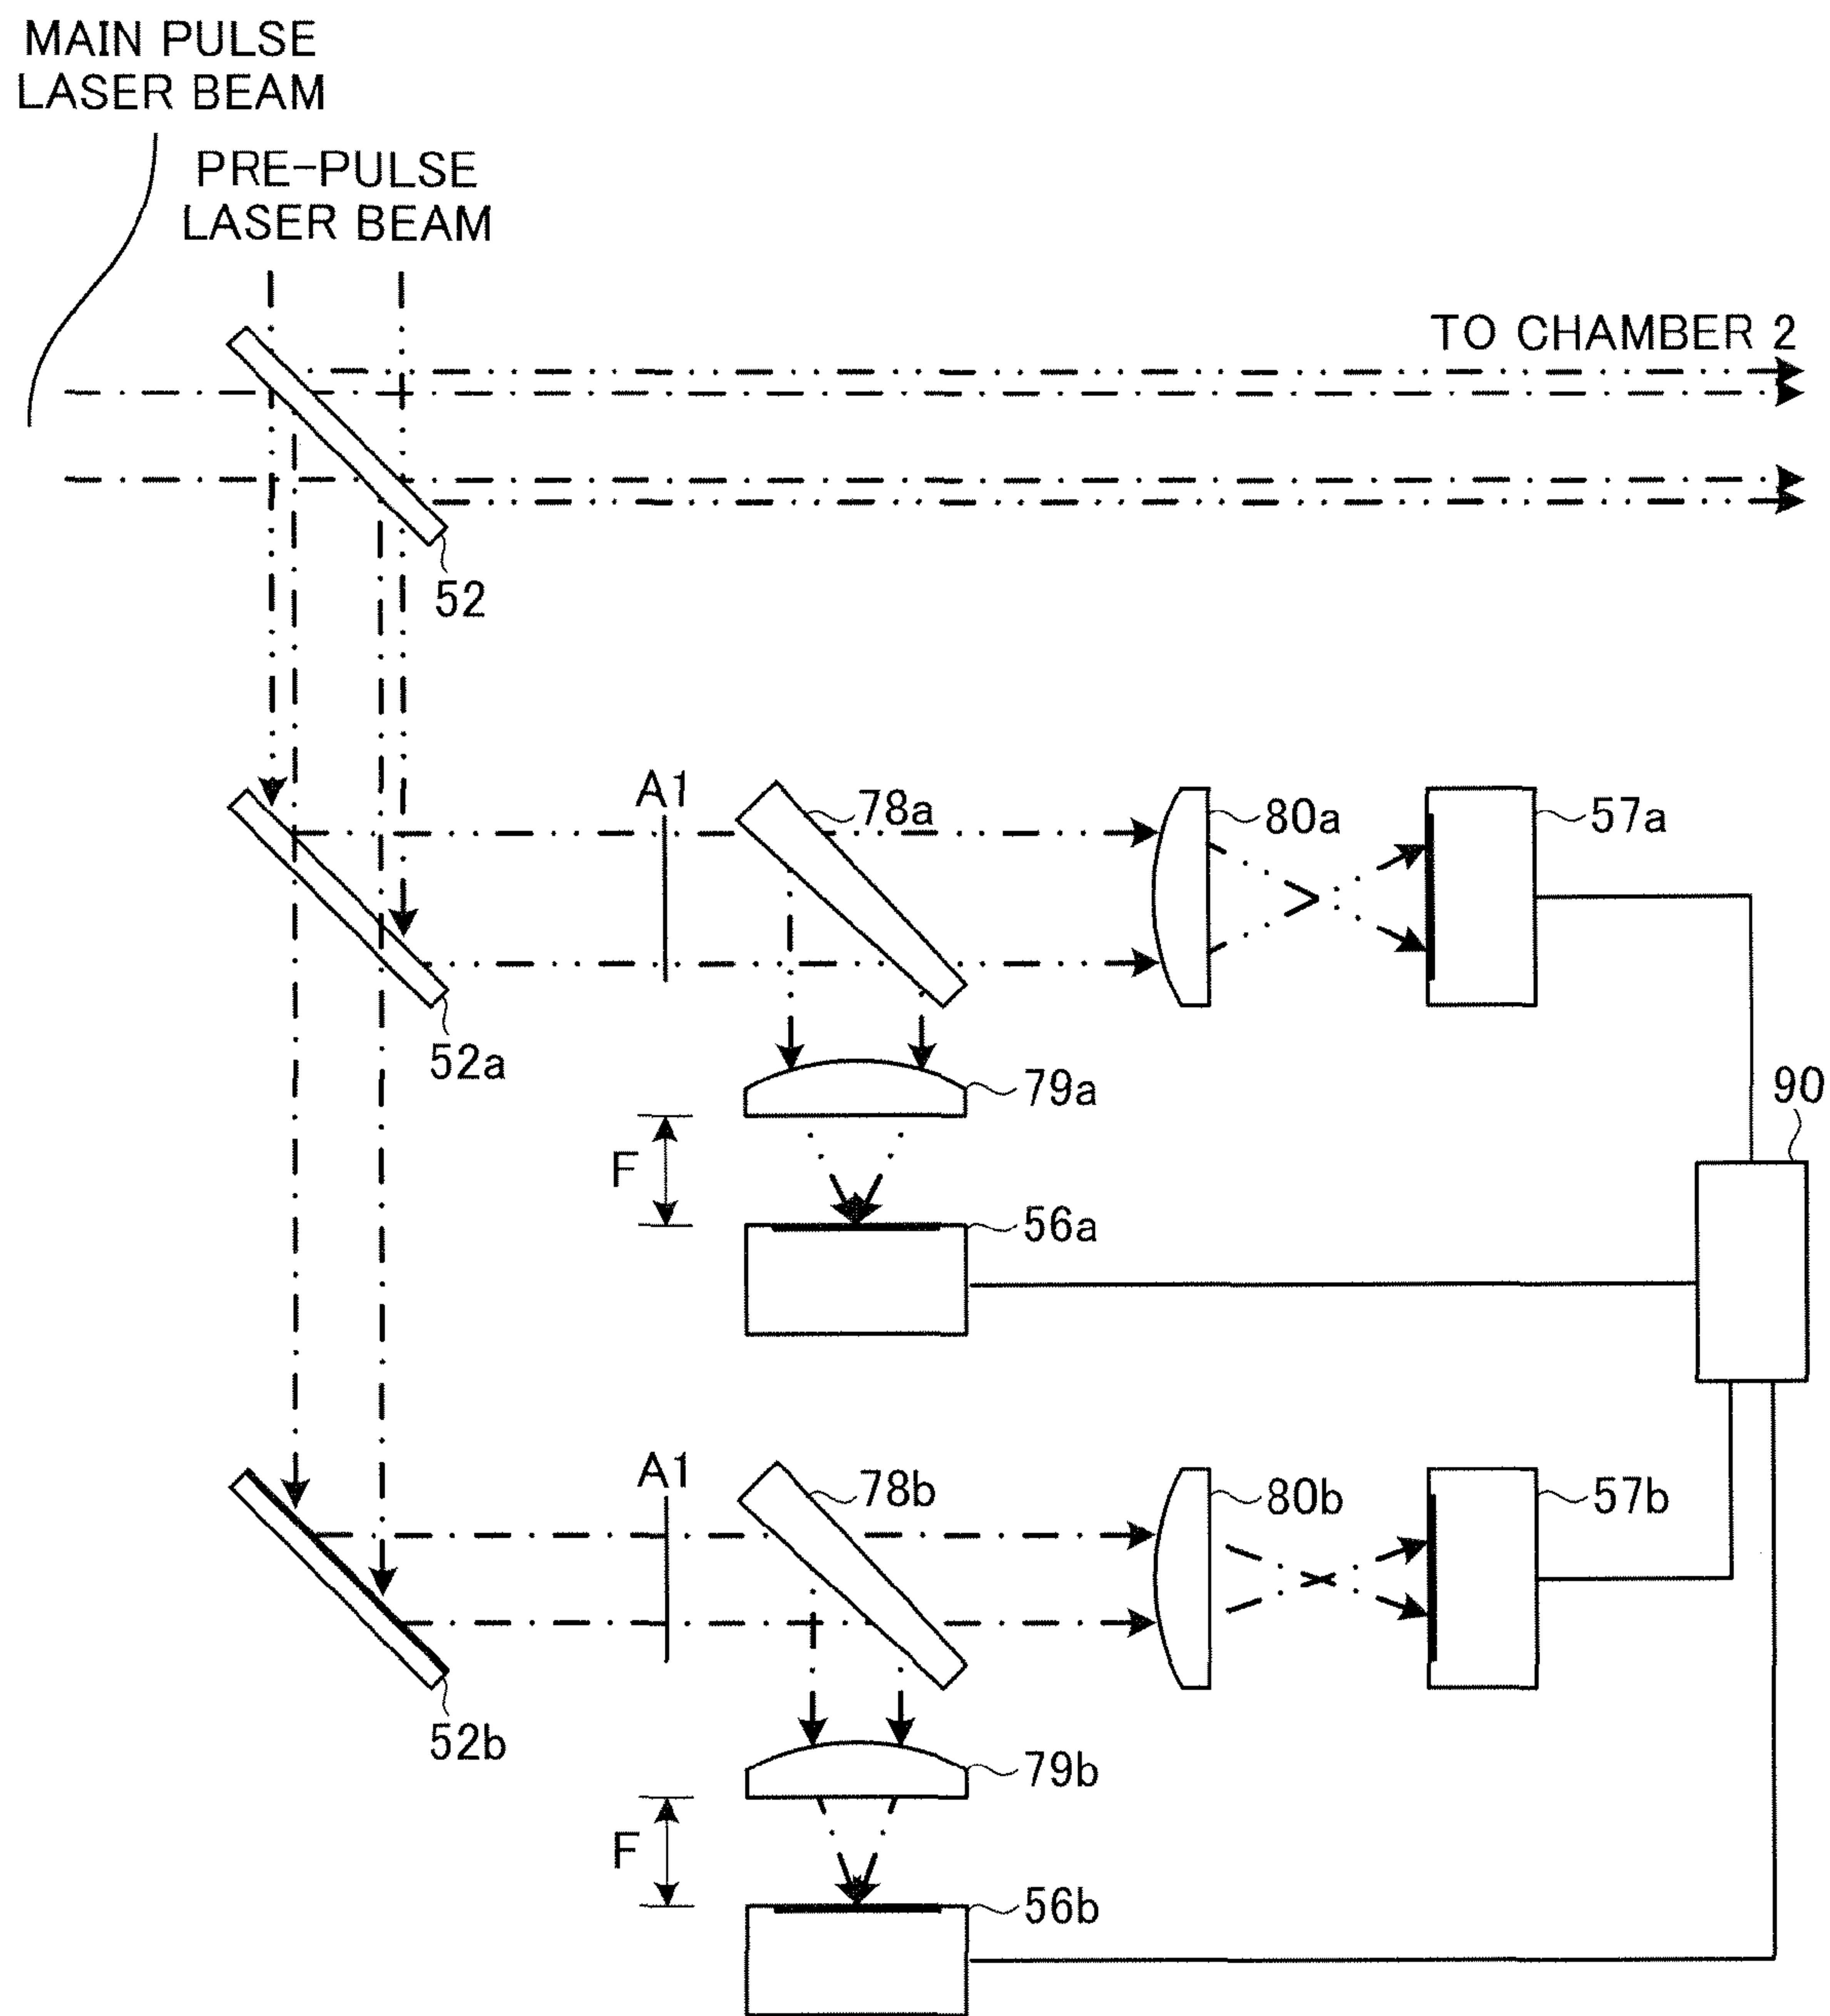 MAIN PULSE
LASER BEAM
PRE-PULSE
LASER BEAM
TO CHAMBER 2
52
A1
78a
80a
57a
52a
79a
90
F
56a
A1
78b
80b
57b
52b
79b
F
56b